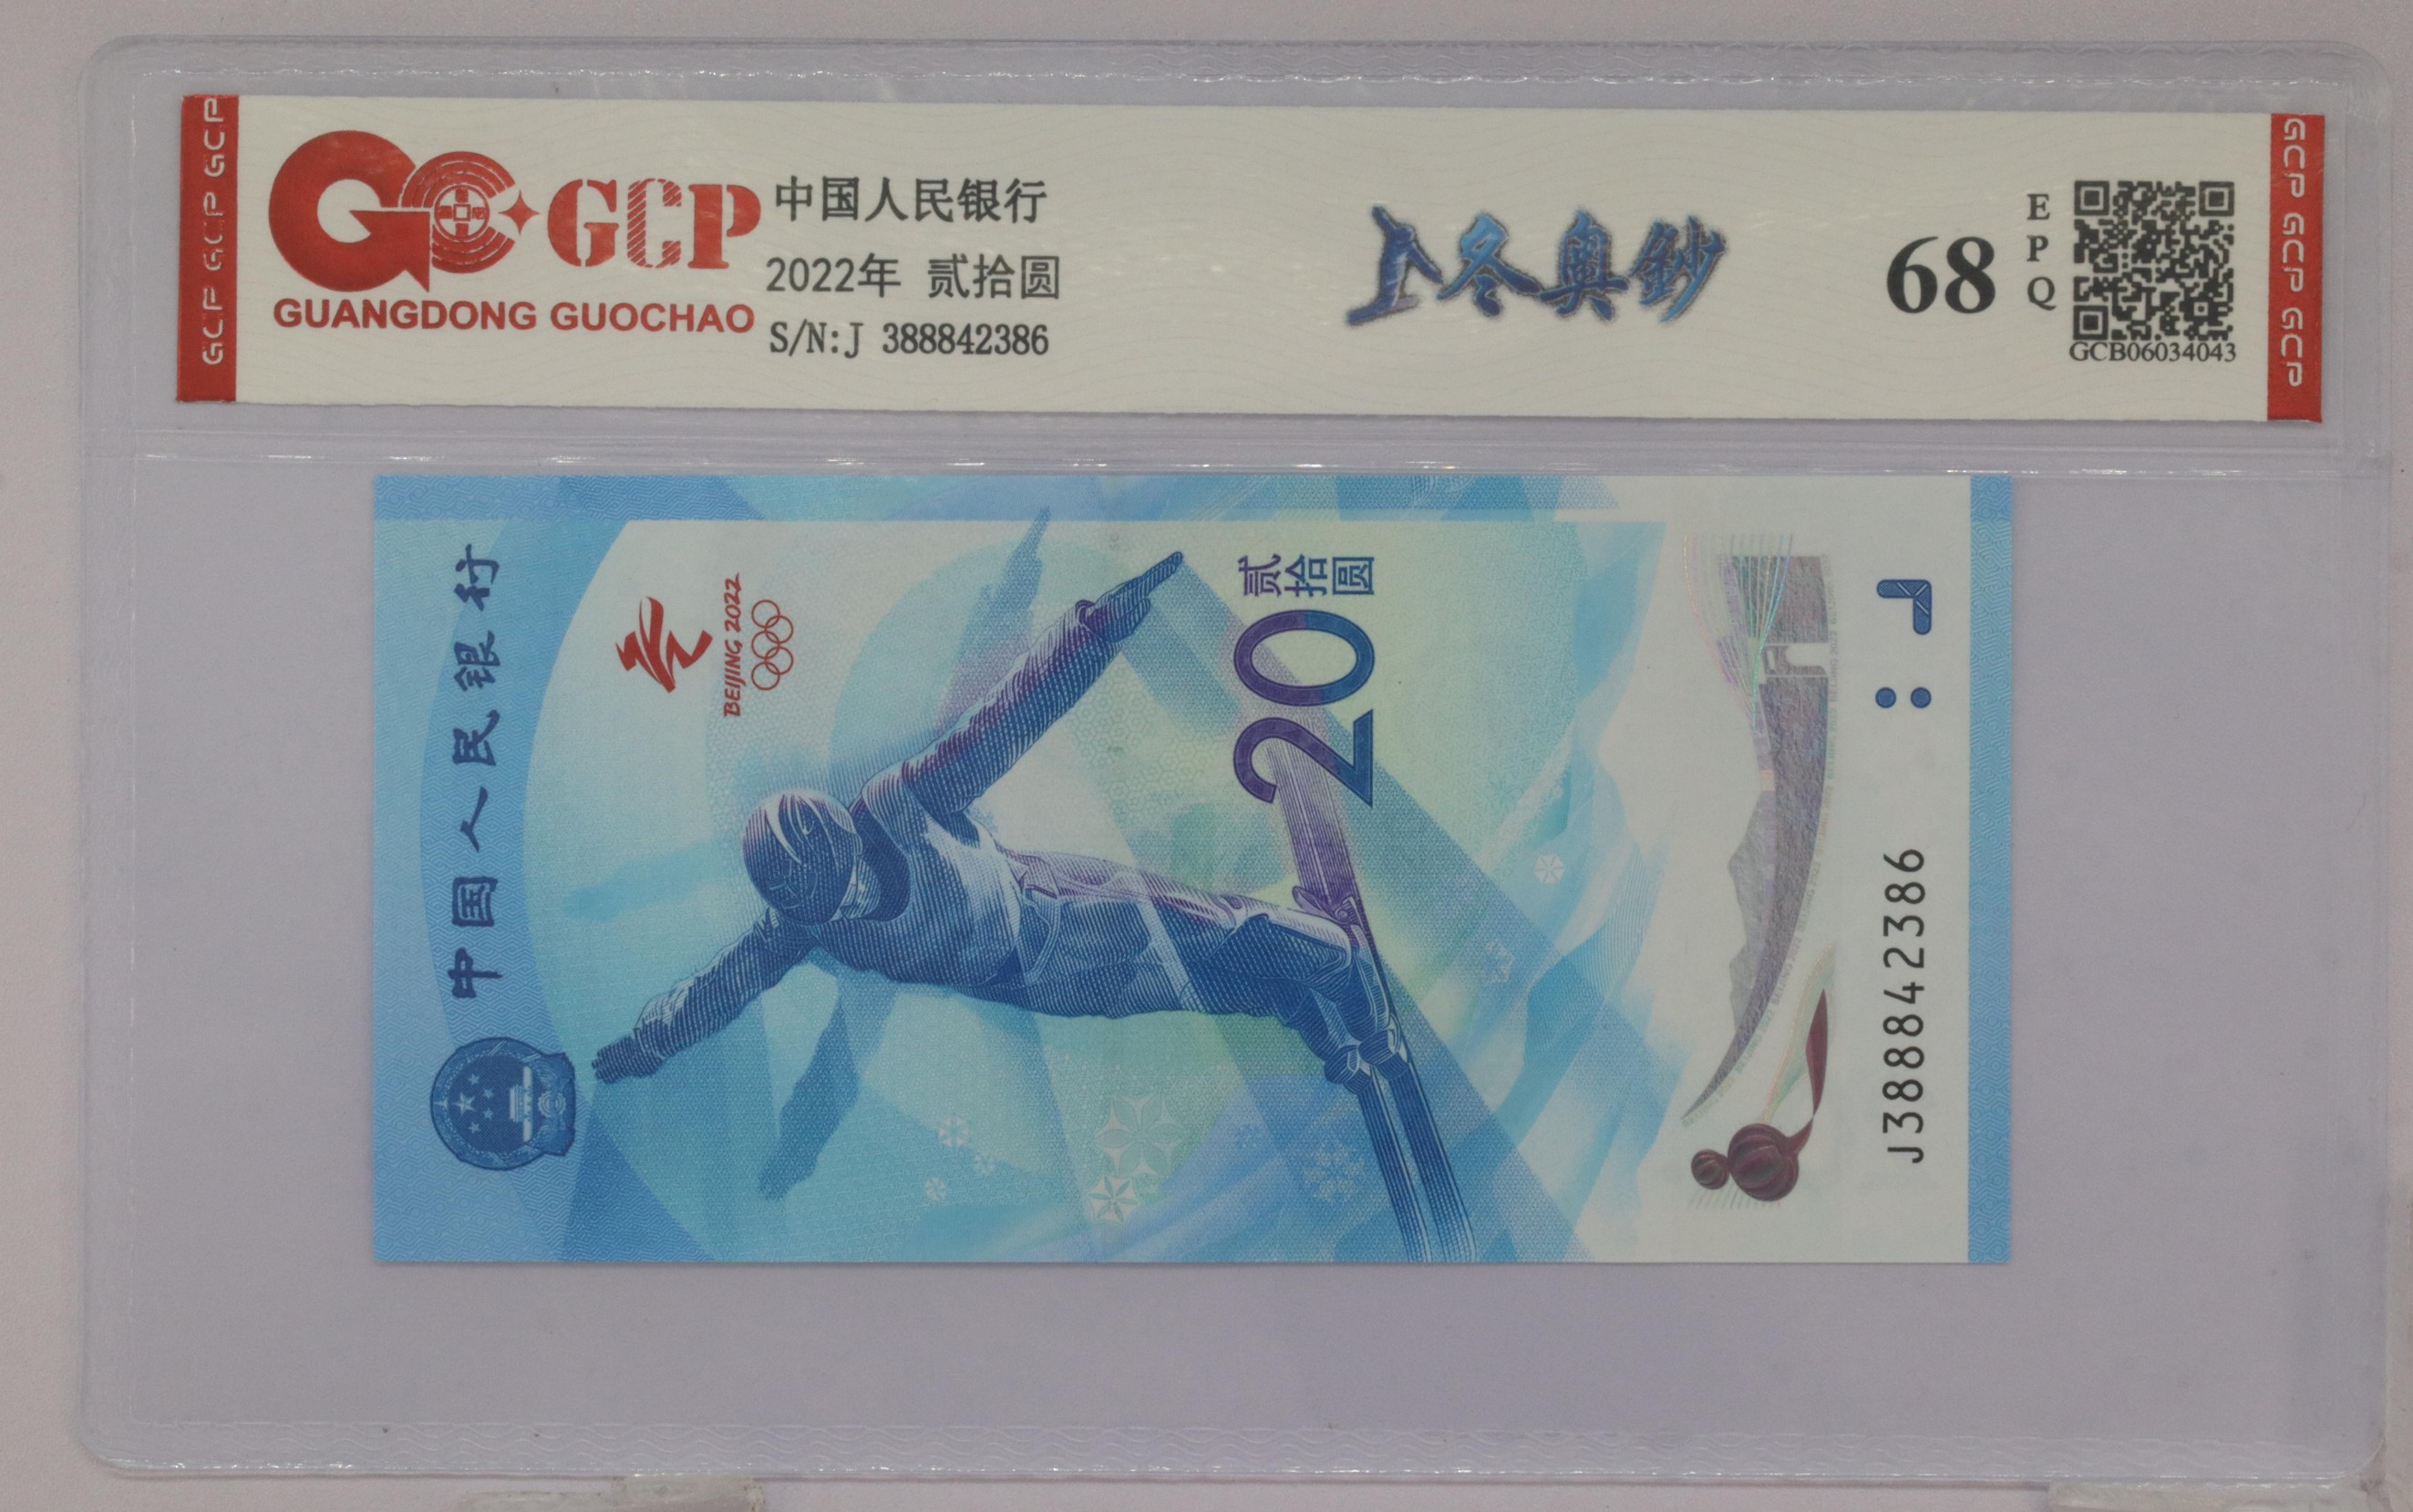 GCP GCP GCP
GCP
GUANGDONG GUOCHAO
中国人民银行
2022年 贰拾圆
S/N:J 388842386
冬奥鈔
68
EPQ
GCB06034043
GCP GCP GCP
中国人民银行
BEIJING 2022
贰拾圆
20
J388842386